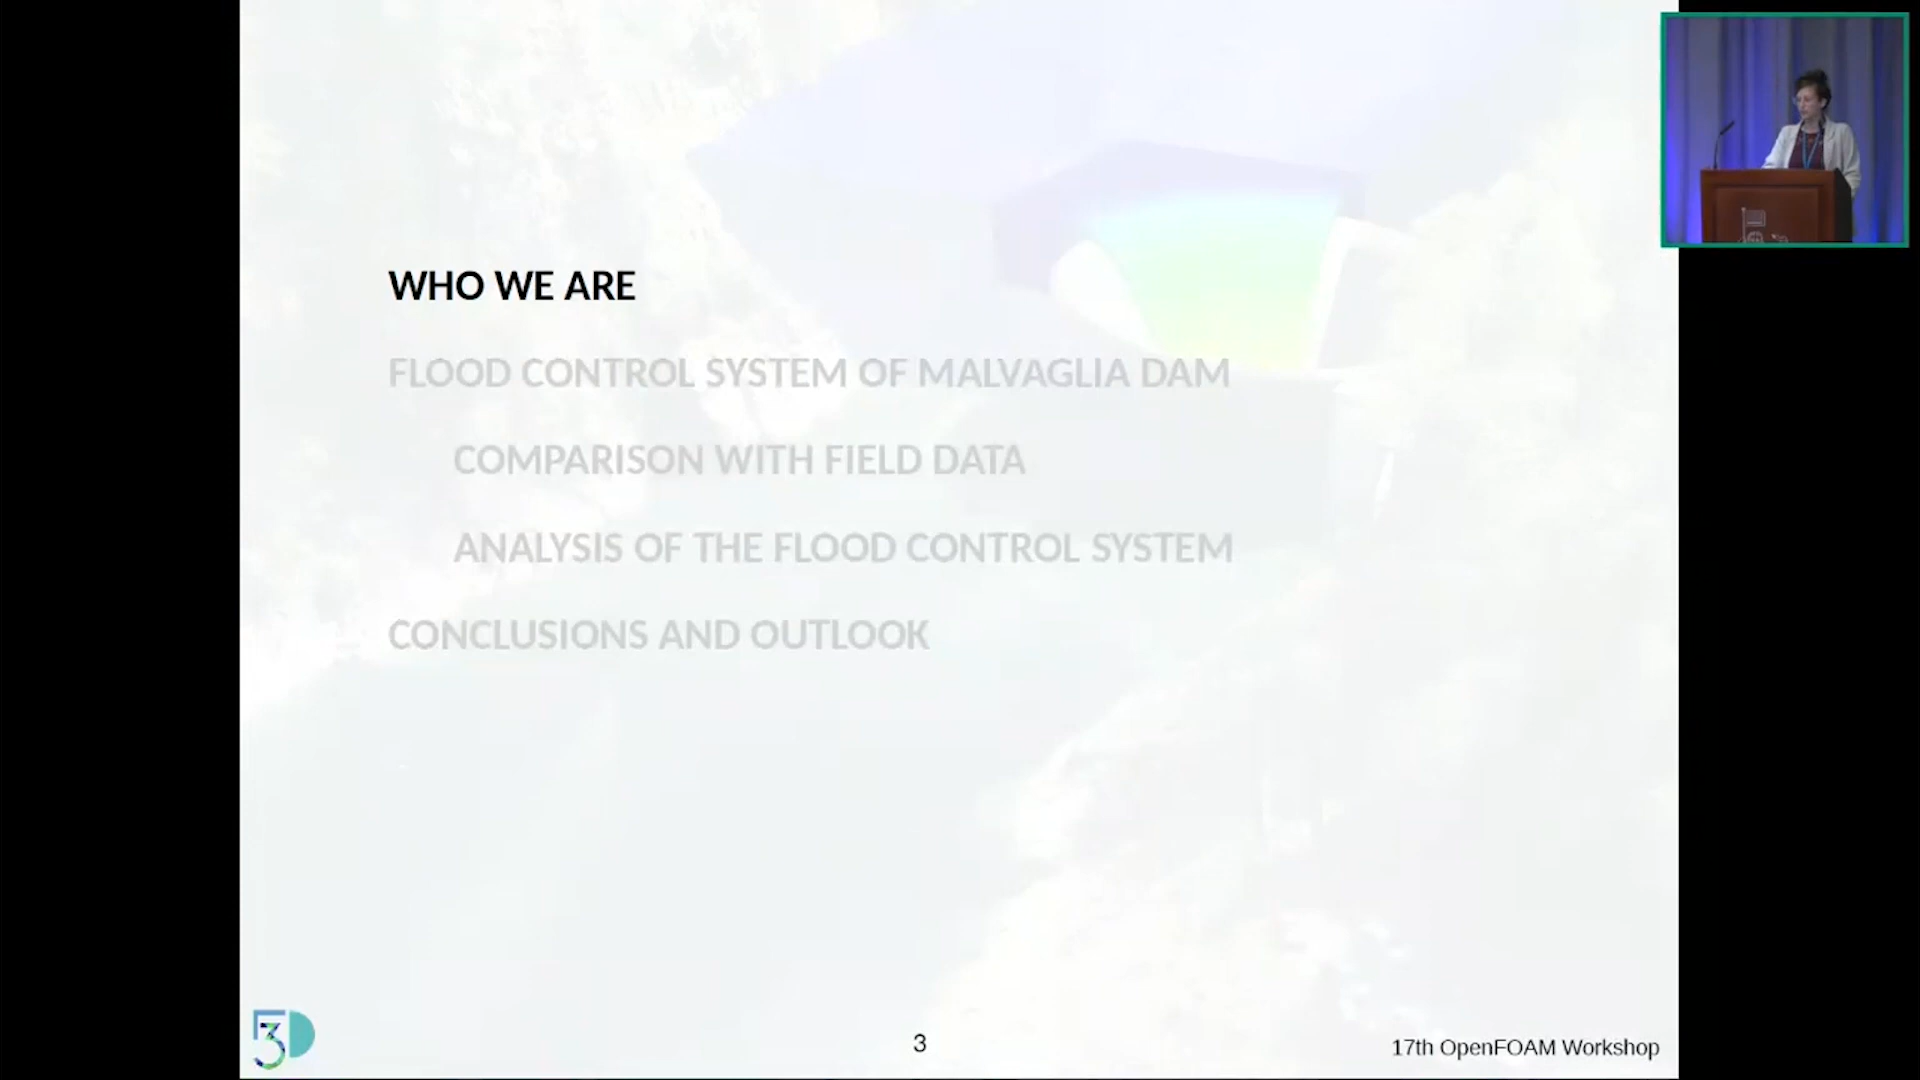 WHO WE ARE
FLOOD CONTROL SYSTEM OF MALVAGLIA DAM
COMPARISON WITH FIELD DATA
ANALYSIS OF THE FLOOD CONTROL SYSTEM
CONCLUSIONS AND OUTLOOK
3D
3
17th OpenFOAM Workshop